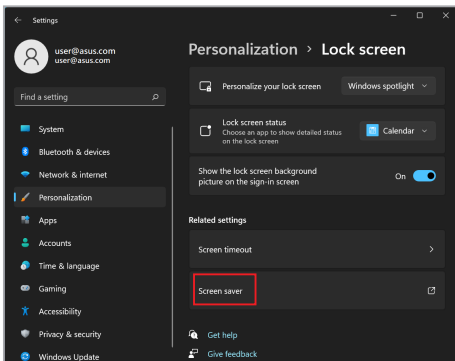 Settings
user@asus.com
user@asus.com
Find a setting
System
Bluetooth & devices
Network & internet
Personalization
Apps
Accounts
Time & language
Gaming
Accessibility
Privacy & security
Windows Update
Personalization > Lock screen
Personalize your lock screen
Windows spotlight
Lock screen status
Choose an app to show detailed status
on the lock screen
Calendar
Show the lock screen background
picture on the sign-in screen
On
Related settings
Screen timeout
Screen saver
Get help
Give feedback